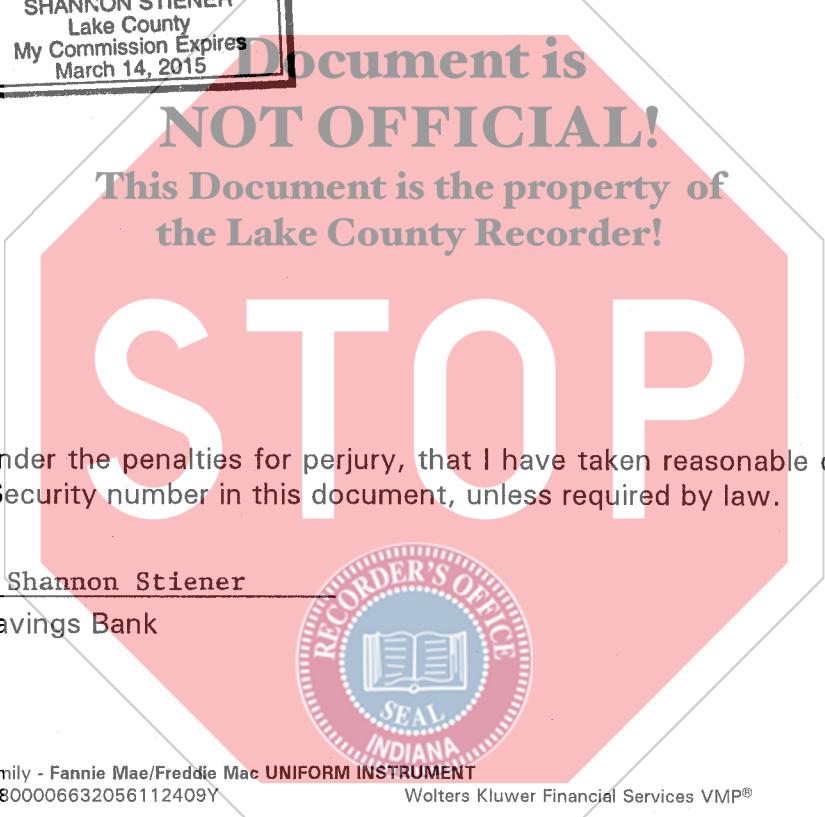 SHANNON STIENER
Lake County
My Commission Expires
March 14, 2015
Document is
NOT OFFICIAL!
This Document is the property of
the Lake County Recorder!
STOP
nder the penalties for perjury, that I have taken reasonable
Security number in this document, unless required by law.
Shannon Stiener
avings Bank
RECORDER'S OFFICE
SEAL
INDIANA
mily - Fannie Mae/Freddie Mac UNIFORM INSTRUMENT
800006632056112409Y
Wolters Kluwer Financial Services VMP®